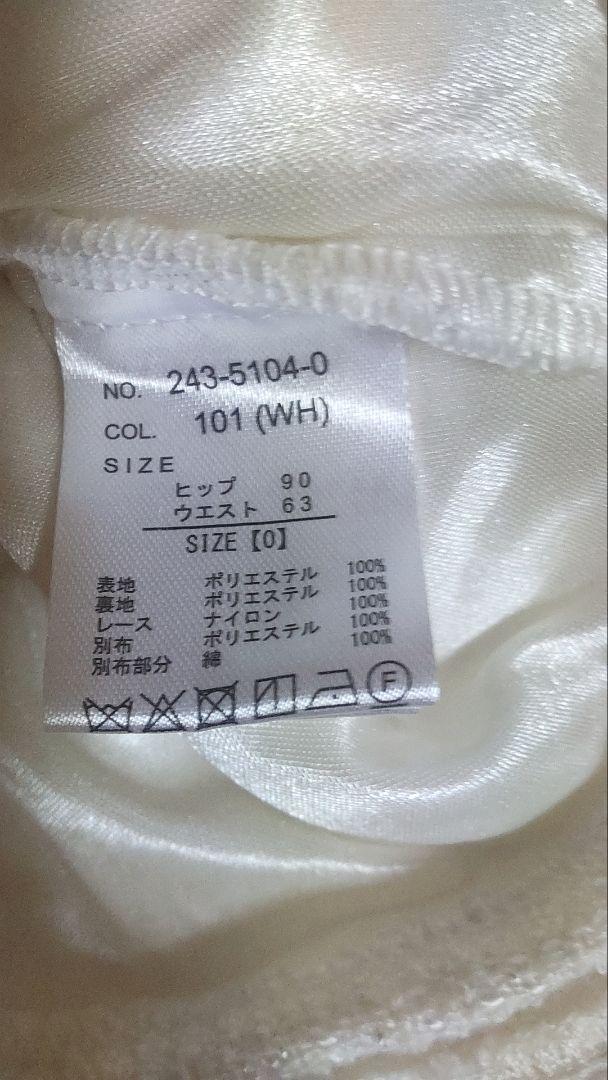 NO. 243-5104-0
COL. 101 (WH)
SIZE
ヒップ 90
ウエスト 63
SIZE【0】
表地 ポリエステル 100%
裏地 ポリエステル 100%
レース ナイロン 100%
別布 ポリエステル 100%
別布部分 綿 100%
F